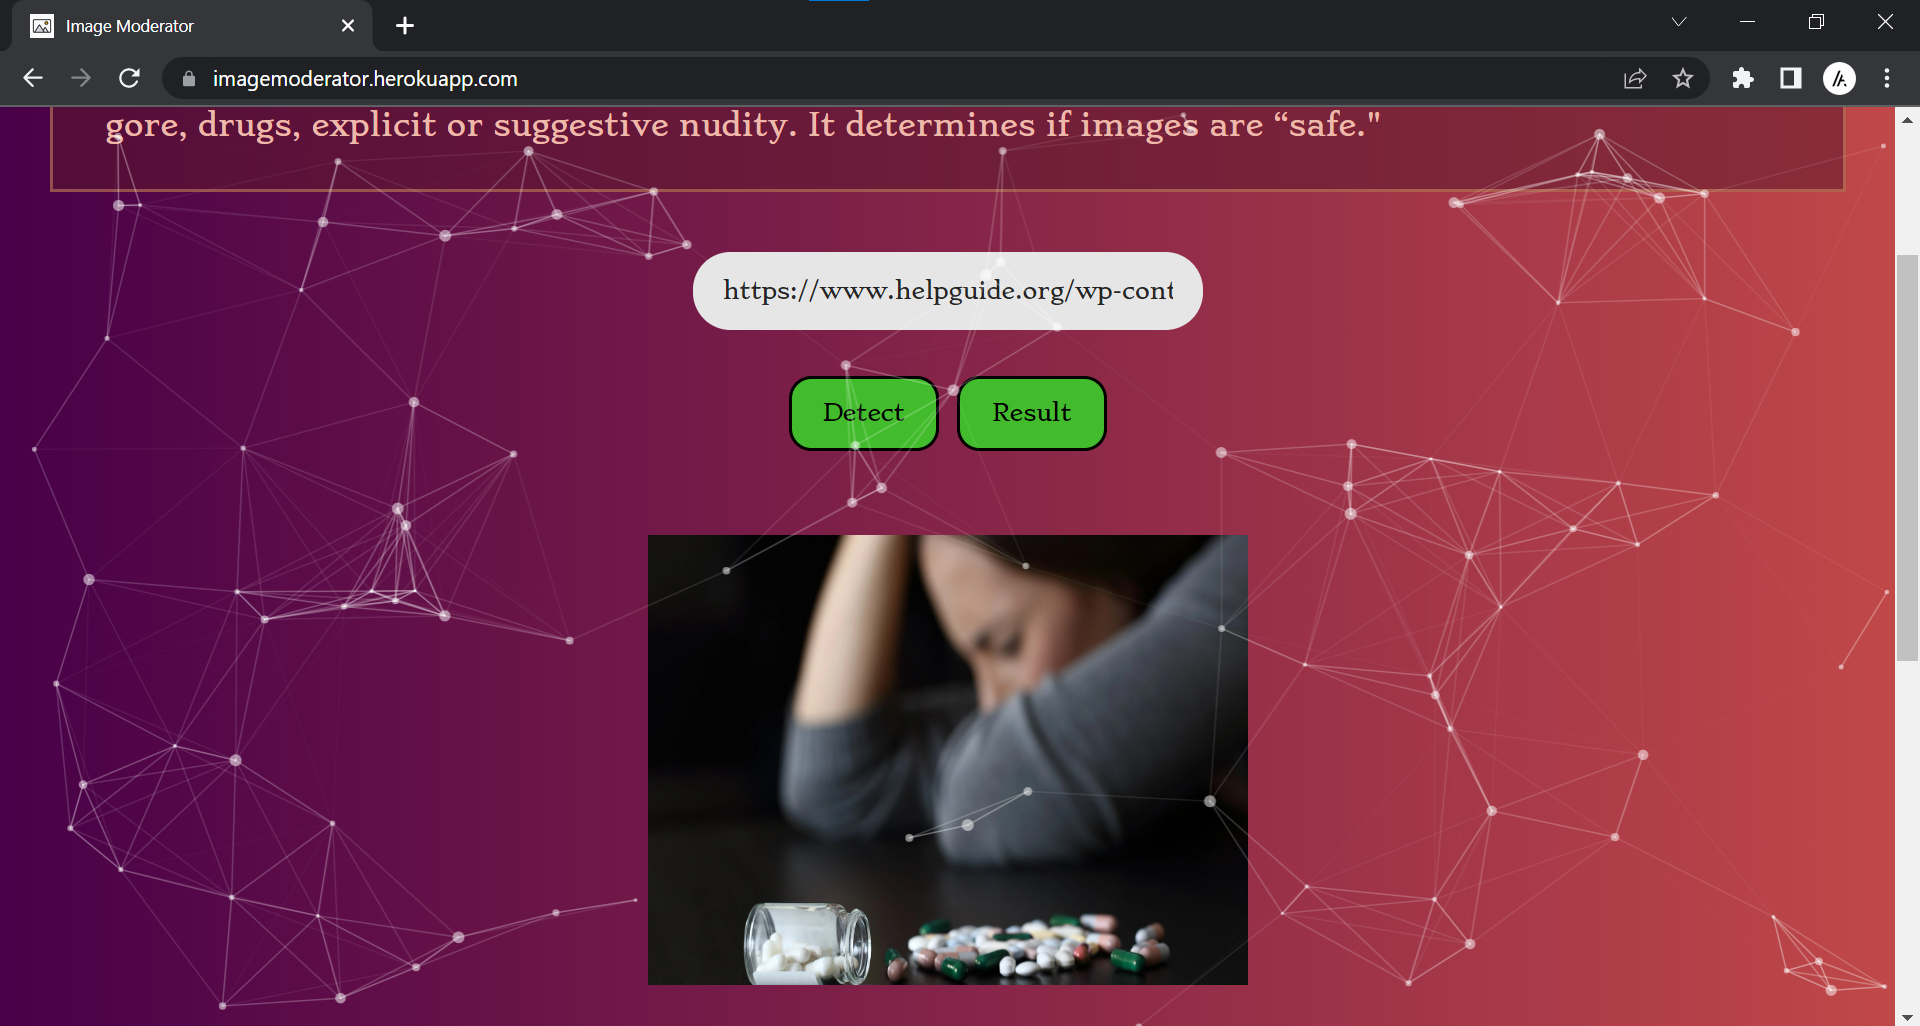 Image Moderator
imagemoderator.herokuapp.com
gore, drugs, explicit or suggestive nudity. It determines if images are “safe."
https://www.helpguide.org/wp-cont
Detect
Result